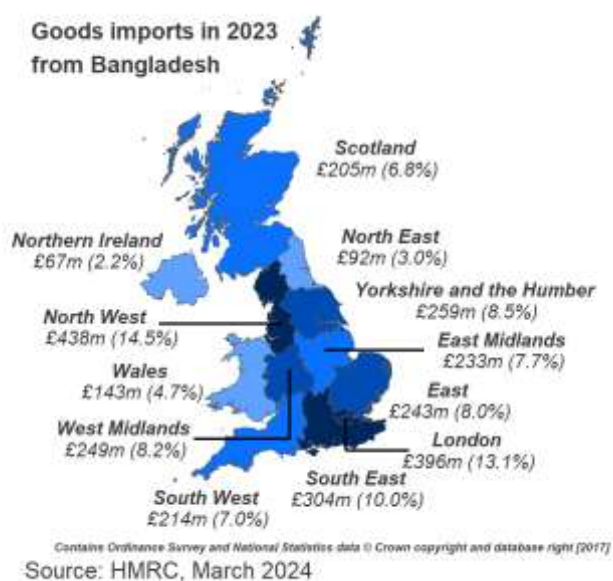 Goods imports in 2023
from Bangladesh
Scotland
£205m (6.8%)
Northern Ireland
£67m (2.2%)
North East
£92m (3.0%)
Yorkshire and the Humber
£259m (8.5%)
North West
£438m (14.5%)
East Midlands
£233m (7.7%)
Wales
£143m (4.7%)
East
£243m (8.0%)
West Midlands
£249m (8.2%)
London
£396m (13.1%)
South East
£304m (10.0%)
South West
£214m (7.0%)
Contains Ordinance Survey and National Statistics data © Crown copyright and database right [2017]
Source: HMRC, March 2024